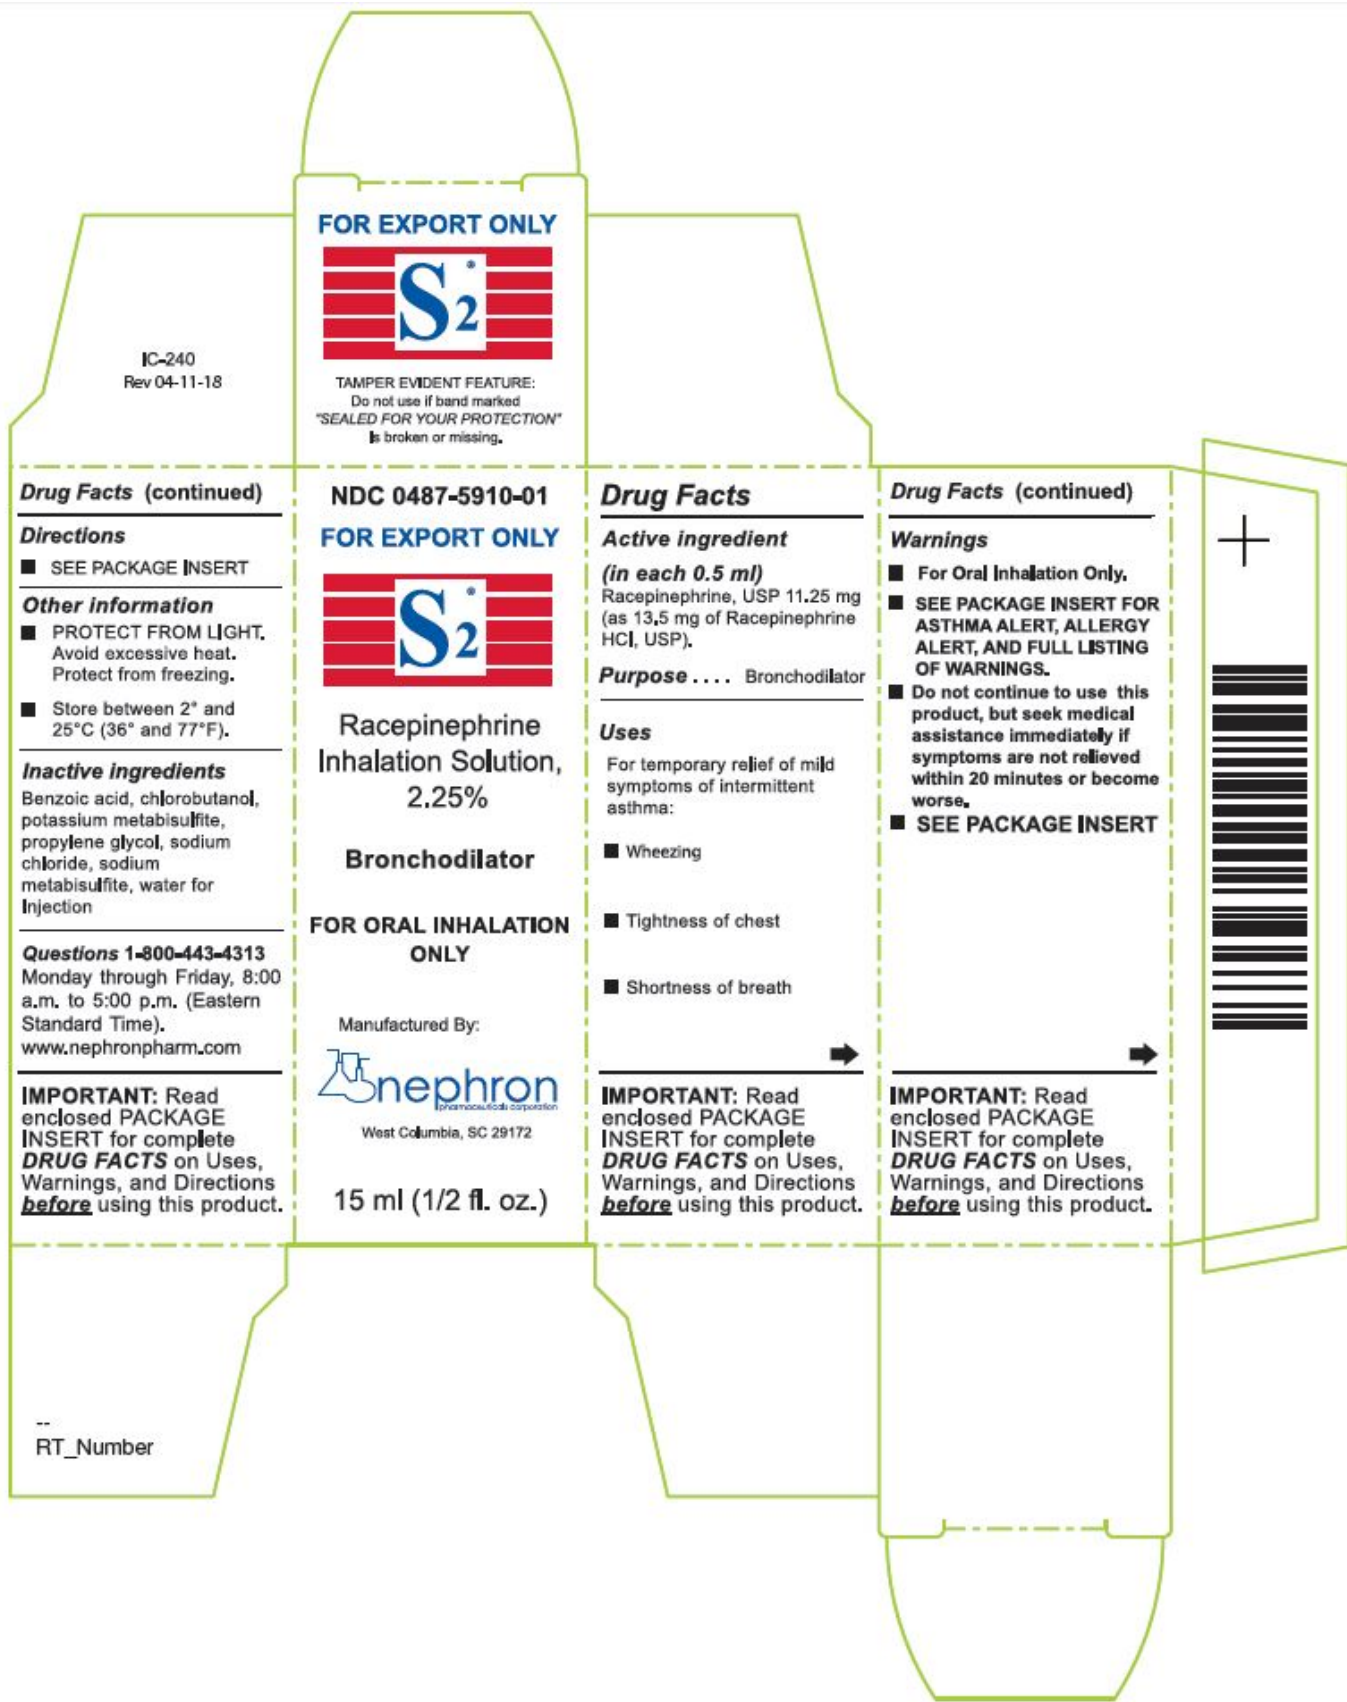 FOR EXPORT ONLY
S2®
TAMPER EVIDENT FEATURE:
Do not use if band marked
"SEALED FOR YOUR PROTECTION"
Is broken or missing.
IC-240
Rev 04-11-18
Drug Facts (continued)
Directions
■ SEE PACKAGE INSERT
Other information
■ PROTECT FROM LIGHT.
Avoid excessive heat.
Protect from freezing.
■ Store between 2° and
25°C (36° and 77°F).
Inactive ingredients
Benzoic acid, chlorobutanol,
potassium metabisulfite,
propylene glycol, sodium
chloride, sodium
metabisulfite, water for
Injection
Questions 1-800-443-4313
Monday through Friday, 8:00
a.m. to 5:00 p.m. (Eastern
Standard Time).
www.nephronpharm.com
IMPORTANT: Read
enclosed PACKAGE
INSERT for complete
DRUG FACTS on Uses,
Warnings, and Directions
before using this product.
NDC 0487-5910-01
FOR EXPORT ONLY
S2®
Racepinephrine
Inhalation Solution,
2.25%
Bronchodilator
FOR ORAL INHALATION
ONLY
Manufactured By:
nephron
pharmaceuticals corporation
West Columbia, SC 29172
15 ml (1/2 fl. oz.)
Drug Facts
Active ingredient
(in each 0.5 ml)
Racepinephrine, USP 11.25 mg
(as 13.5 mg of Racepinephrine
HCl, USP).
Purpose .... Bronchodilator
Uses
For temporary relief of mild
symptoms of intermittent
asthma:
■ Wheezing
■ Tightness of chest
■ Shortness of breath
IMPORTANT: Read
enclosed PACKAGE
INSERT for complete
DRUG FACTS on Uses,
Warnings, and Directions
before using this product.
Drug Facts (continued)
Warnings
■ For Oral Inhalation Only.
■ SEE PACKAGE INSERT FOR
ASTHMA ALERT, ALLERGY
ALERT, AND FULL LISTING
OF WARNINGS.
■ Do not continue to use this
product, but seek medical
assistance immediately if
symptoms are not relieved
within 20 minutes or become
worse.
■ SEE PACKAGE INSERT
IMPORTANT: Read
enclosed PACKAGE
INSERT for complete
DRUG FACTS on Uses,
Warnings, and Directions
before using this product.
--
RT_Number